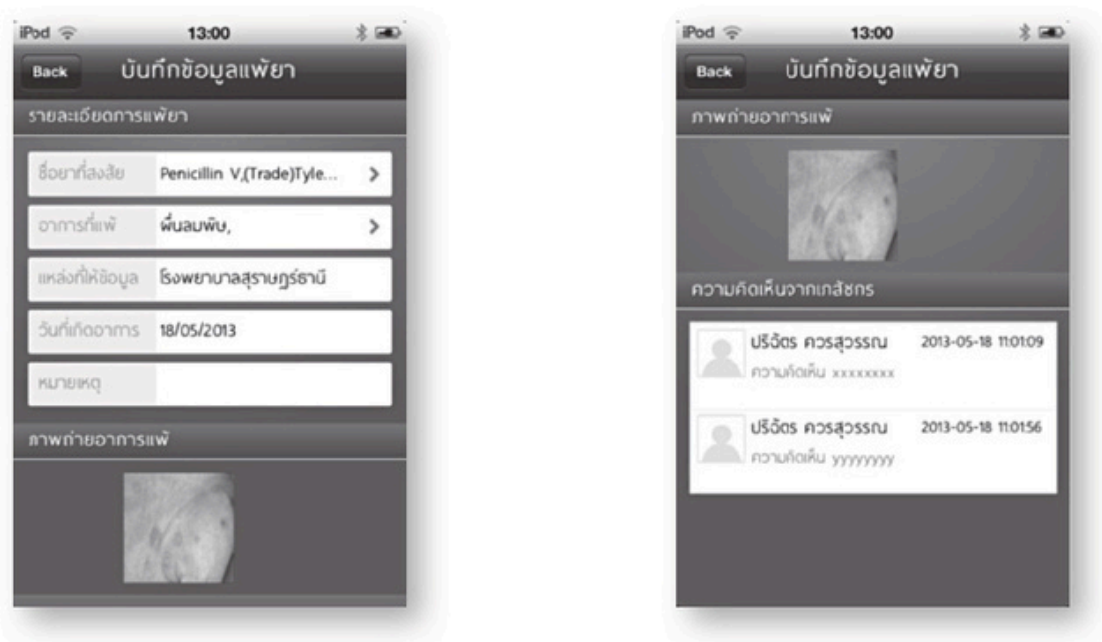 iPod 13:00
Back บันทึกข้อมูลแพ้ยา
รายละเอียดการแพ้ยา
ชื่อยาที่สงสัย Penicillin V,(Trade)Tyle...
อาการที่แพ้ ผื่นลมพิษ,
แหล่งที่ให้ข้อมูล โรงพยาบาลสุราษฎร์ธานี
วันที่เกิดอาการ 18/05/2013
หมายเหตุ
ภาพถ่ายอาการแพ้
iPod 13:00
Back บันทึกข้อมูลแพ้ยา
ภาพถ่ายอาการแพ้
ความคิดเห็นจากเภสัชกร
ปรีฉัตร ควรสุวรรณ 2013-05-18 11:01:09
ความคิดเห็น xxxxxxxx
ปรีฉัตร ควรสุวรรณ 2013-05-18 11:01:56
ความคิดเห็น yyyyyyyy